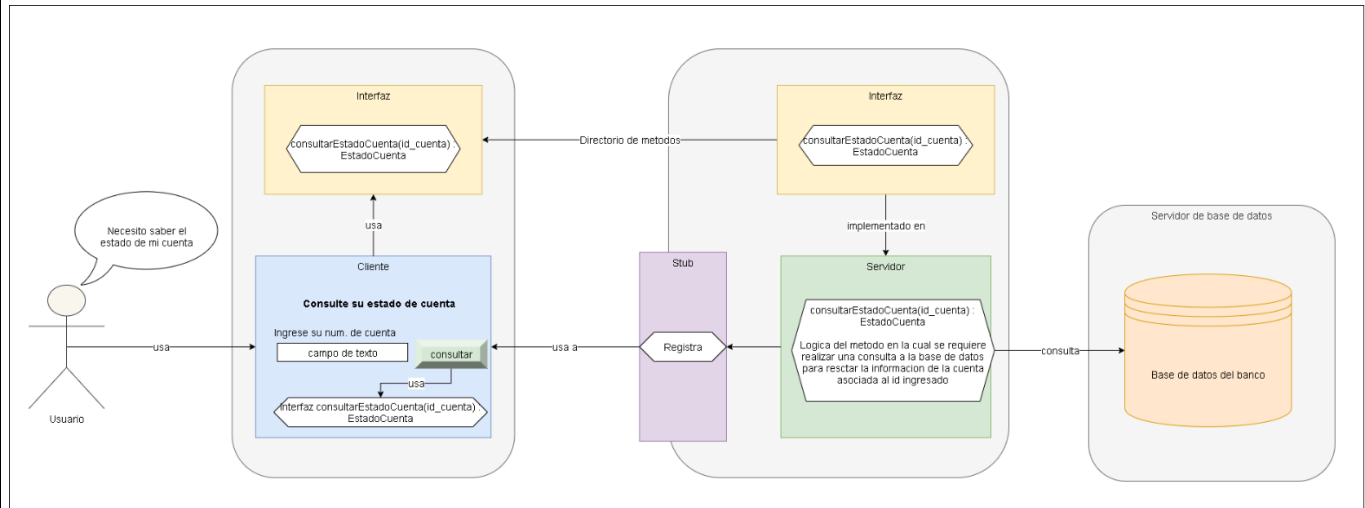 Necesito saber el
estado de mi cuenta
Usuario
usa
Interfaz
consultarEstadoCuenta(id_cuenta) :
EstadoCuenta
usa
Cliente
Consulte su estado de cuenta
Ingrese su num. de cuenta
campo de texto
consultar
usa
Interfaz consultarEstadoCuenta(id_cuenta) :
EstadoCuenta
Directorio de metodos
usa a
Stub
Registra
Interfaz
consultarEstadoCuenta(id_cuenta) :
EstadoCuenta
implementado en
Servidor
consultarEstadoCuenta(id_cuenta) :
EstadoCuenta
Logica del metodo en la cual se requiere
realizar una consulta a la base de datos
para resctar la informacion de la cuenta
asociada al id ingresado
consulta
Servidor de base de datos
Base de datos del banco